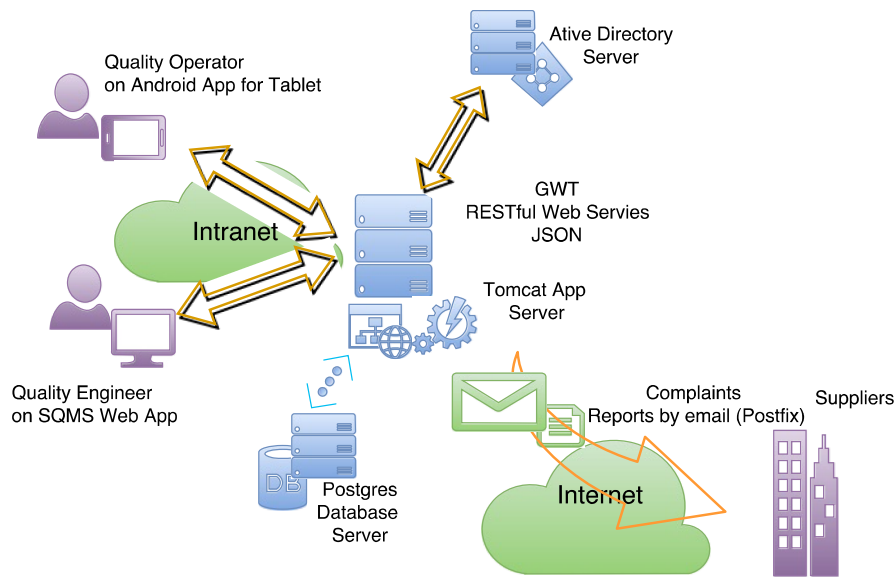 Quality Operator
on Android App for Tablet
Ative Directory
Server
GWT
RESTful Web Servies
JSON
Intranet
Tomcat App
Server
Quality Engineer
on SQMS Web App
Complaints
Reports by email (Postfix)
Suppliers
DB
Postgres
Database
Server
Internet